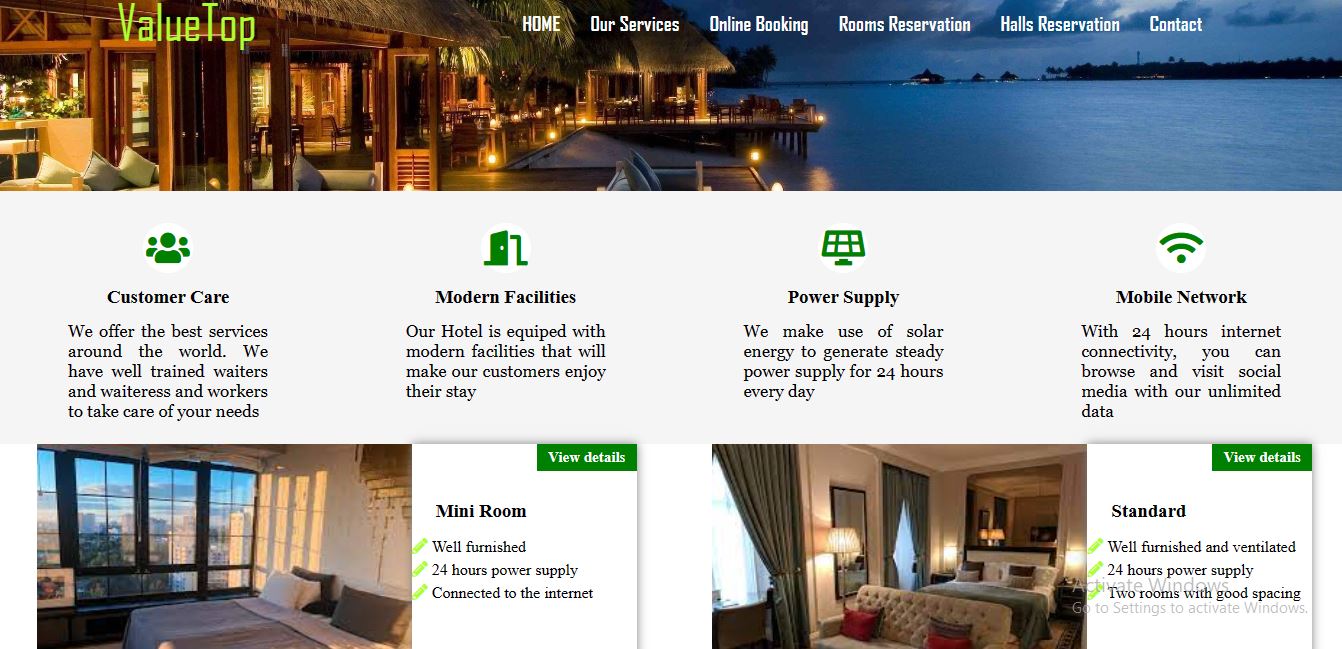 ValueTop
HOME Our Services Online Booking Rooms Reservation Halls Reservation Contact
Customer Care
We offer the best services
around the world. We
have well trained waiters
and waiteress and workers
to take care of your needs
Modern Facilities
Our Hotel is equiped with
modern facilities that will
make our customers enjoy
their stay
Power Supply
We make use of solar
energy to generate steady
power supply for 24 hours
every day
Mobile Network
With 24 hours internet
connectivity, you can
browse and visit social
media with our unlimited
data
View details
Mini Room
Well furnished
24 hours power supply
Connected to the internet
View details
Standard
Well furnished and ventilated
24 hours power supply
Two rooms with good spacing
Activate Windows
Go to Settings to activate Windows.